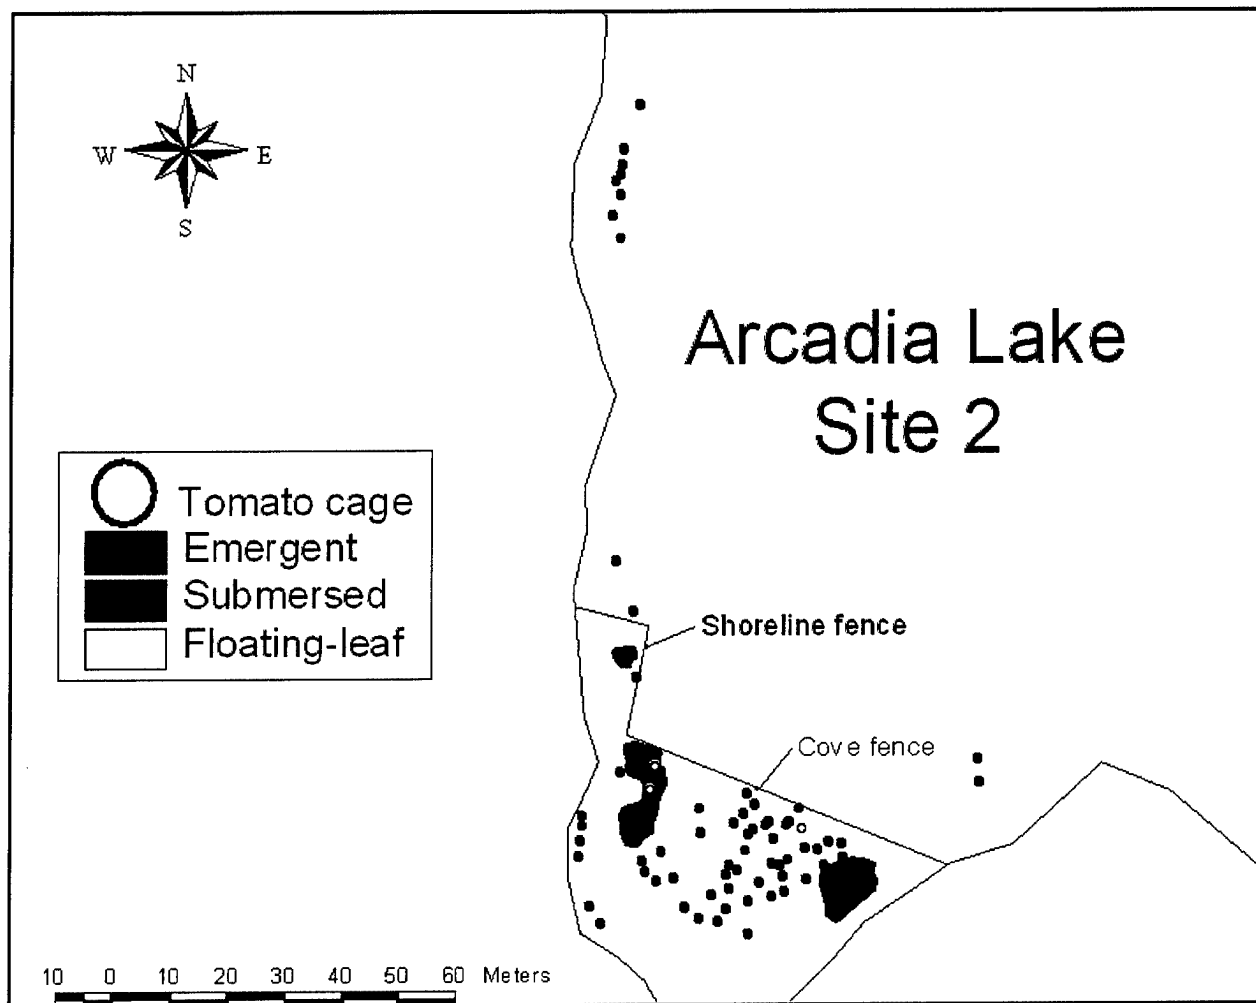 N
W E
S
Arcadia Lake
Site 2
Tomato cage
Emergent
Submersed
Floating-leaf
Shoreline fence
Cove fence
10 0 10 20 30 40 50 60 Meters